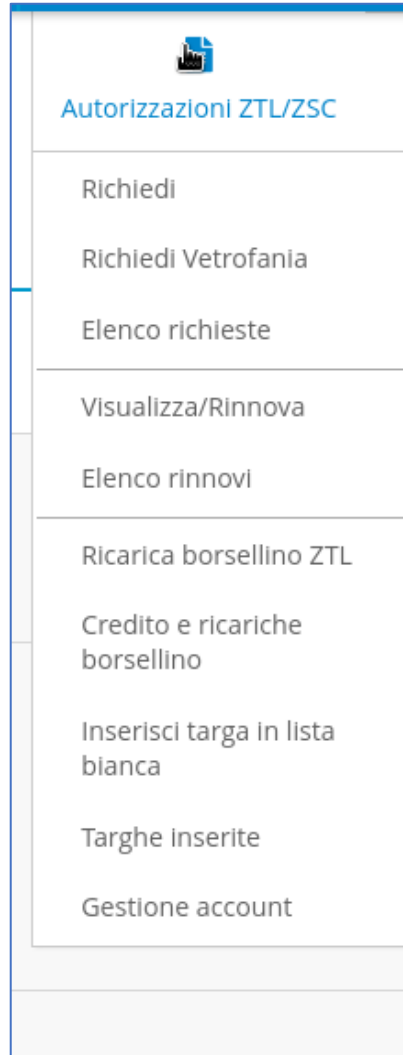 Autorizzazioni ZTL/ZSC
Richiedi
Richiedi Vetrofania
Elenco richieste
Visualizza/Rinnova
Elenco rinnovi
Ricarica borsellino ZTL
Credito e ricariche
borsellino
Inserisci targa in lista
bianca
Targhe inserite
Gestione account